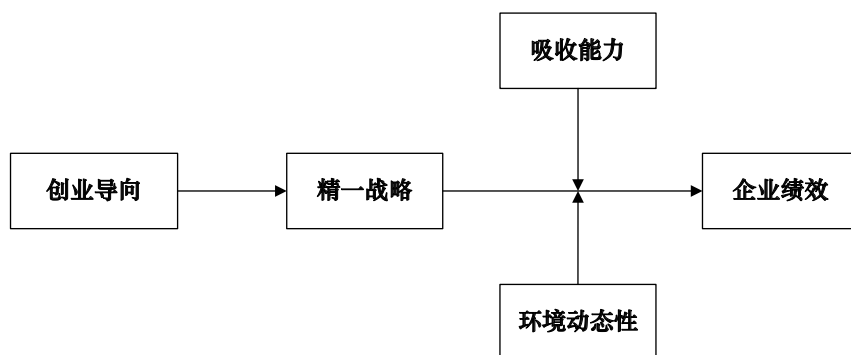 吸收能力
创业导向
精一战略
企业绩效
环境动态性